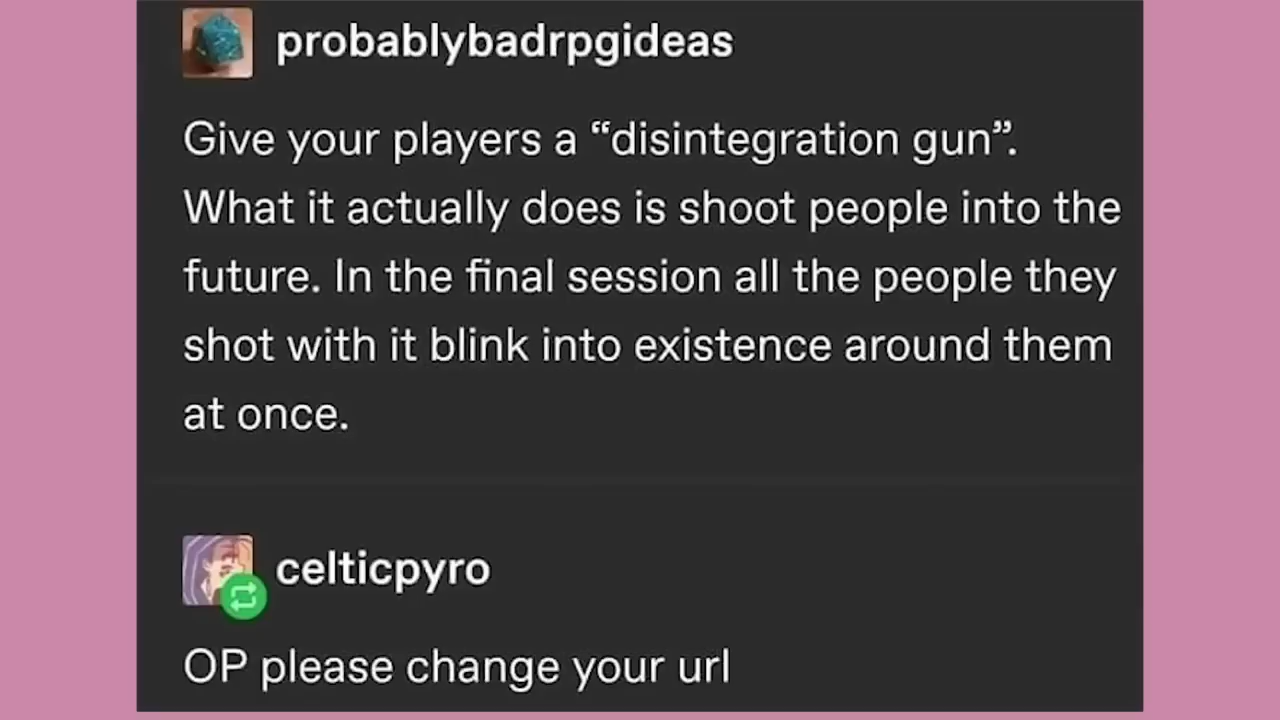 probablybadrpgideas
Give your players a “disintegration gun”.
What it actually does is shoot people into the
future. In the final session all the people they
shot with it blink into existence around them
at once.
celticpyro
OP please change your url